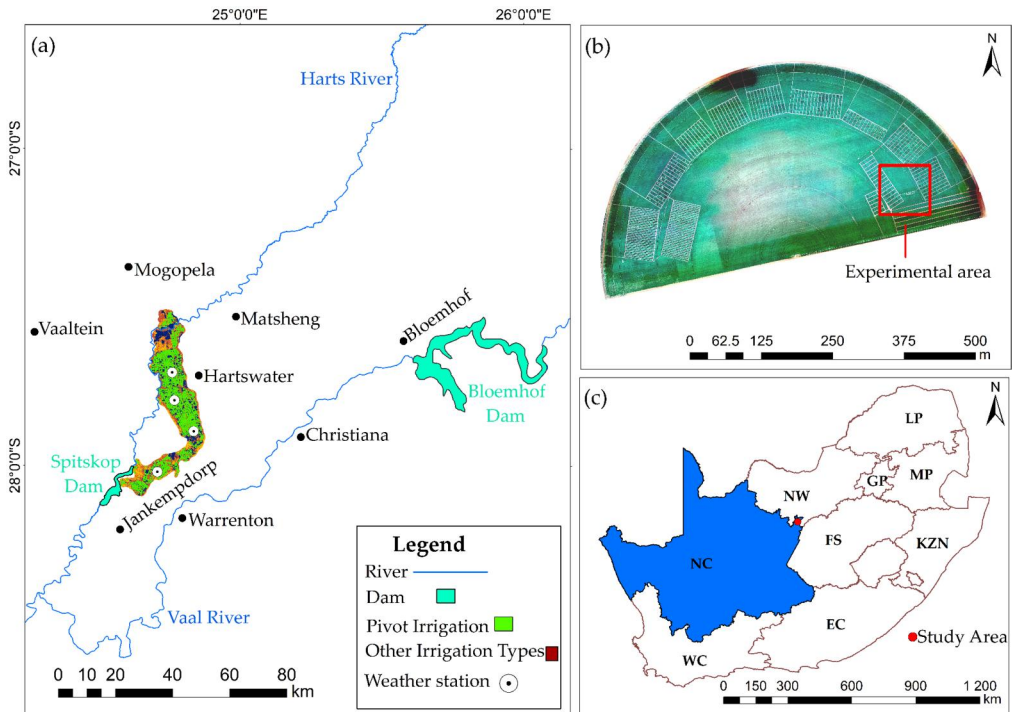 25°0'0"E
26°0'0"E
(a)
Harts River
27°0'0"S
Mogopela
Vaaltein
Matsheng
Bloemhof
Hartswater
Bloemhof
Dam
Christiana
28°0'0"S
Spitskop
Dam
Jankempdorp
Warrenton
Vaal River
Legend
River
Dam
Pivot Irrigation
Other Irrigation Types
Weather station
0 10 20 40 60 80
km
(b)
N
Experimental area
0 62.5 125 250 375 500
m
(c)
N
LP
MP
GP
NW
FS
KZN
NC
EC
WC
Study Area
0 150 300 600 900 1 200
km